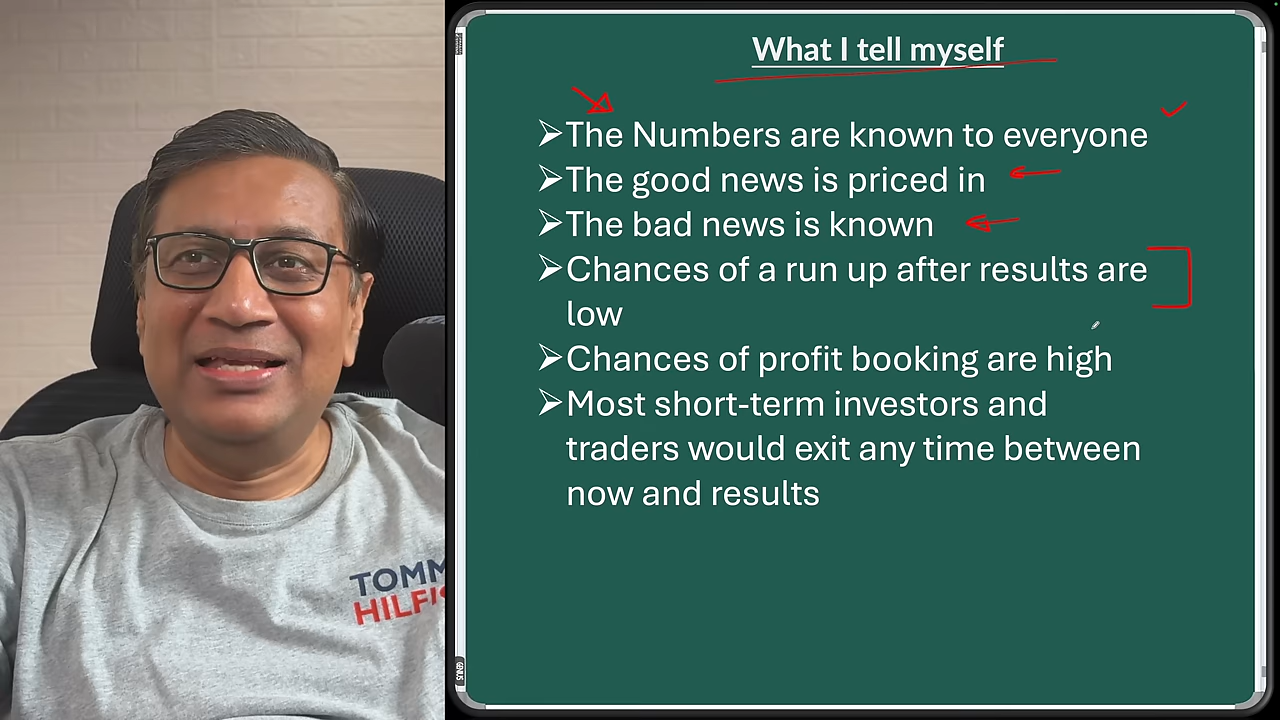 What I tell myself
➢The Numbers are known to everyone
➢The good news is priced in
➢The bad news is known
➢Chances of a run up after results are
low
➢Chances of profit booking are high
➢Most short-term investors and
traders would exit any time between
now and results
TOMM
HILFI
GENIUS